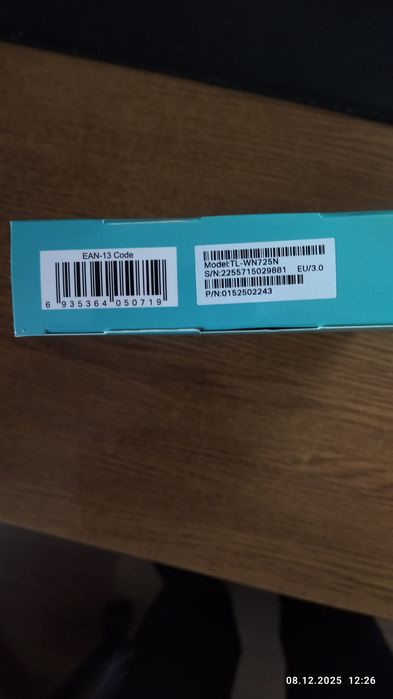 EAN-13 Code
6 935364 050719
Model:TL-WN725N
S/N:2255715029881 EU/3.0
P/N:0152502243
08.12.2025 12:26